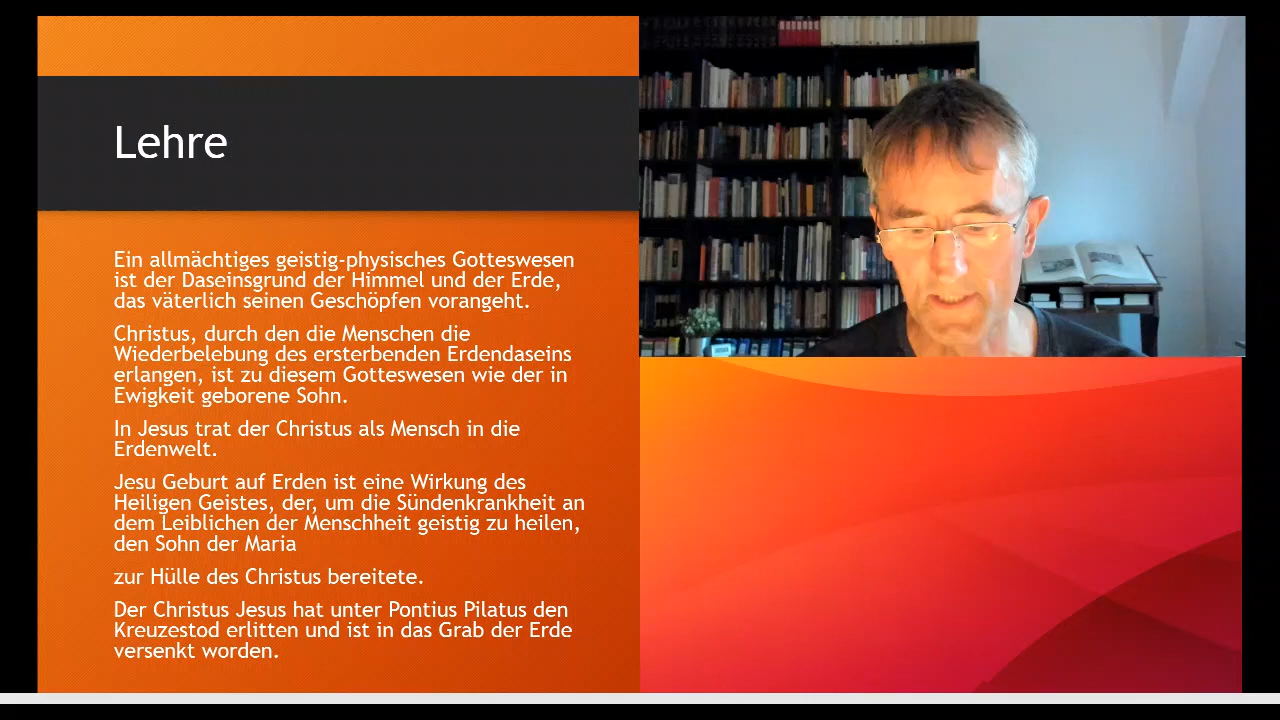 Lehre
Ein allmächtiges geistig-physisches Gotteswesen
ist der Daseinsgrund der Himmel und der Erde,
das väterlich seinen Geschöpfen vorangeht.
Christus, durch den die Menschen die
Wiederbelebung des ersterbenden Erdendaseins
erlangen, ist zu diesem Gotteswesen wie der in
Ewigkeit geborene Sohn.
In Jesus trat der Christus als Mensch in die
Erdenwelt.
Jesu Geburt auf Erden ist eine Wirkung des
Heiligen Geistes, der, um die Sündenkrankheit an
dem Leiblichen der Menschheit geistig zu heilen,
den Sohn der Maria
zur Hülle des Christus bereitete.
Der Christus Jesus hat unter Pontius Pilatus den
Kreuzestod erlitten und ist in das Grab der Erde
versenkt worden.